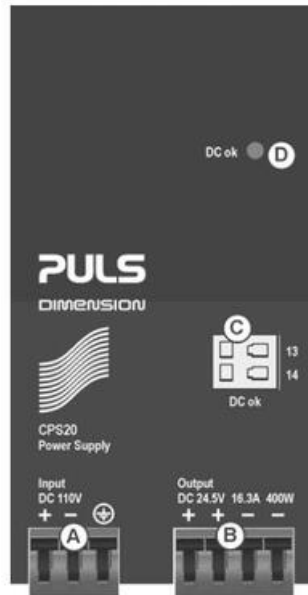 DC ok
D
PULS
DIMENSION
C
13
14
DC ok
CPS20
Power Supply
Input
DC 110V
+ −
A
Output
DC 24.5V 16.3A 400W
+ + − −
B